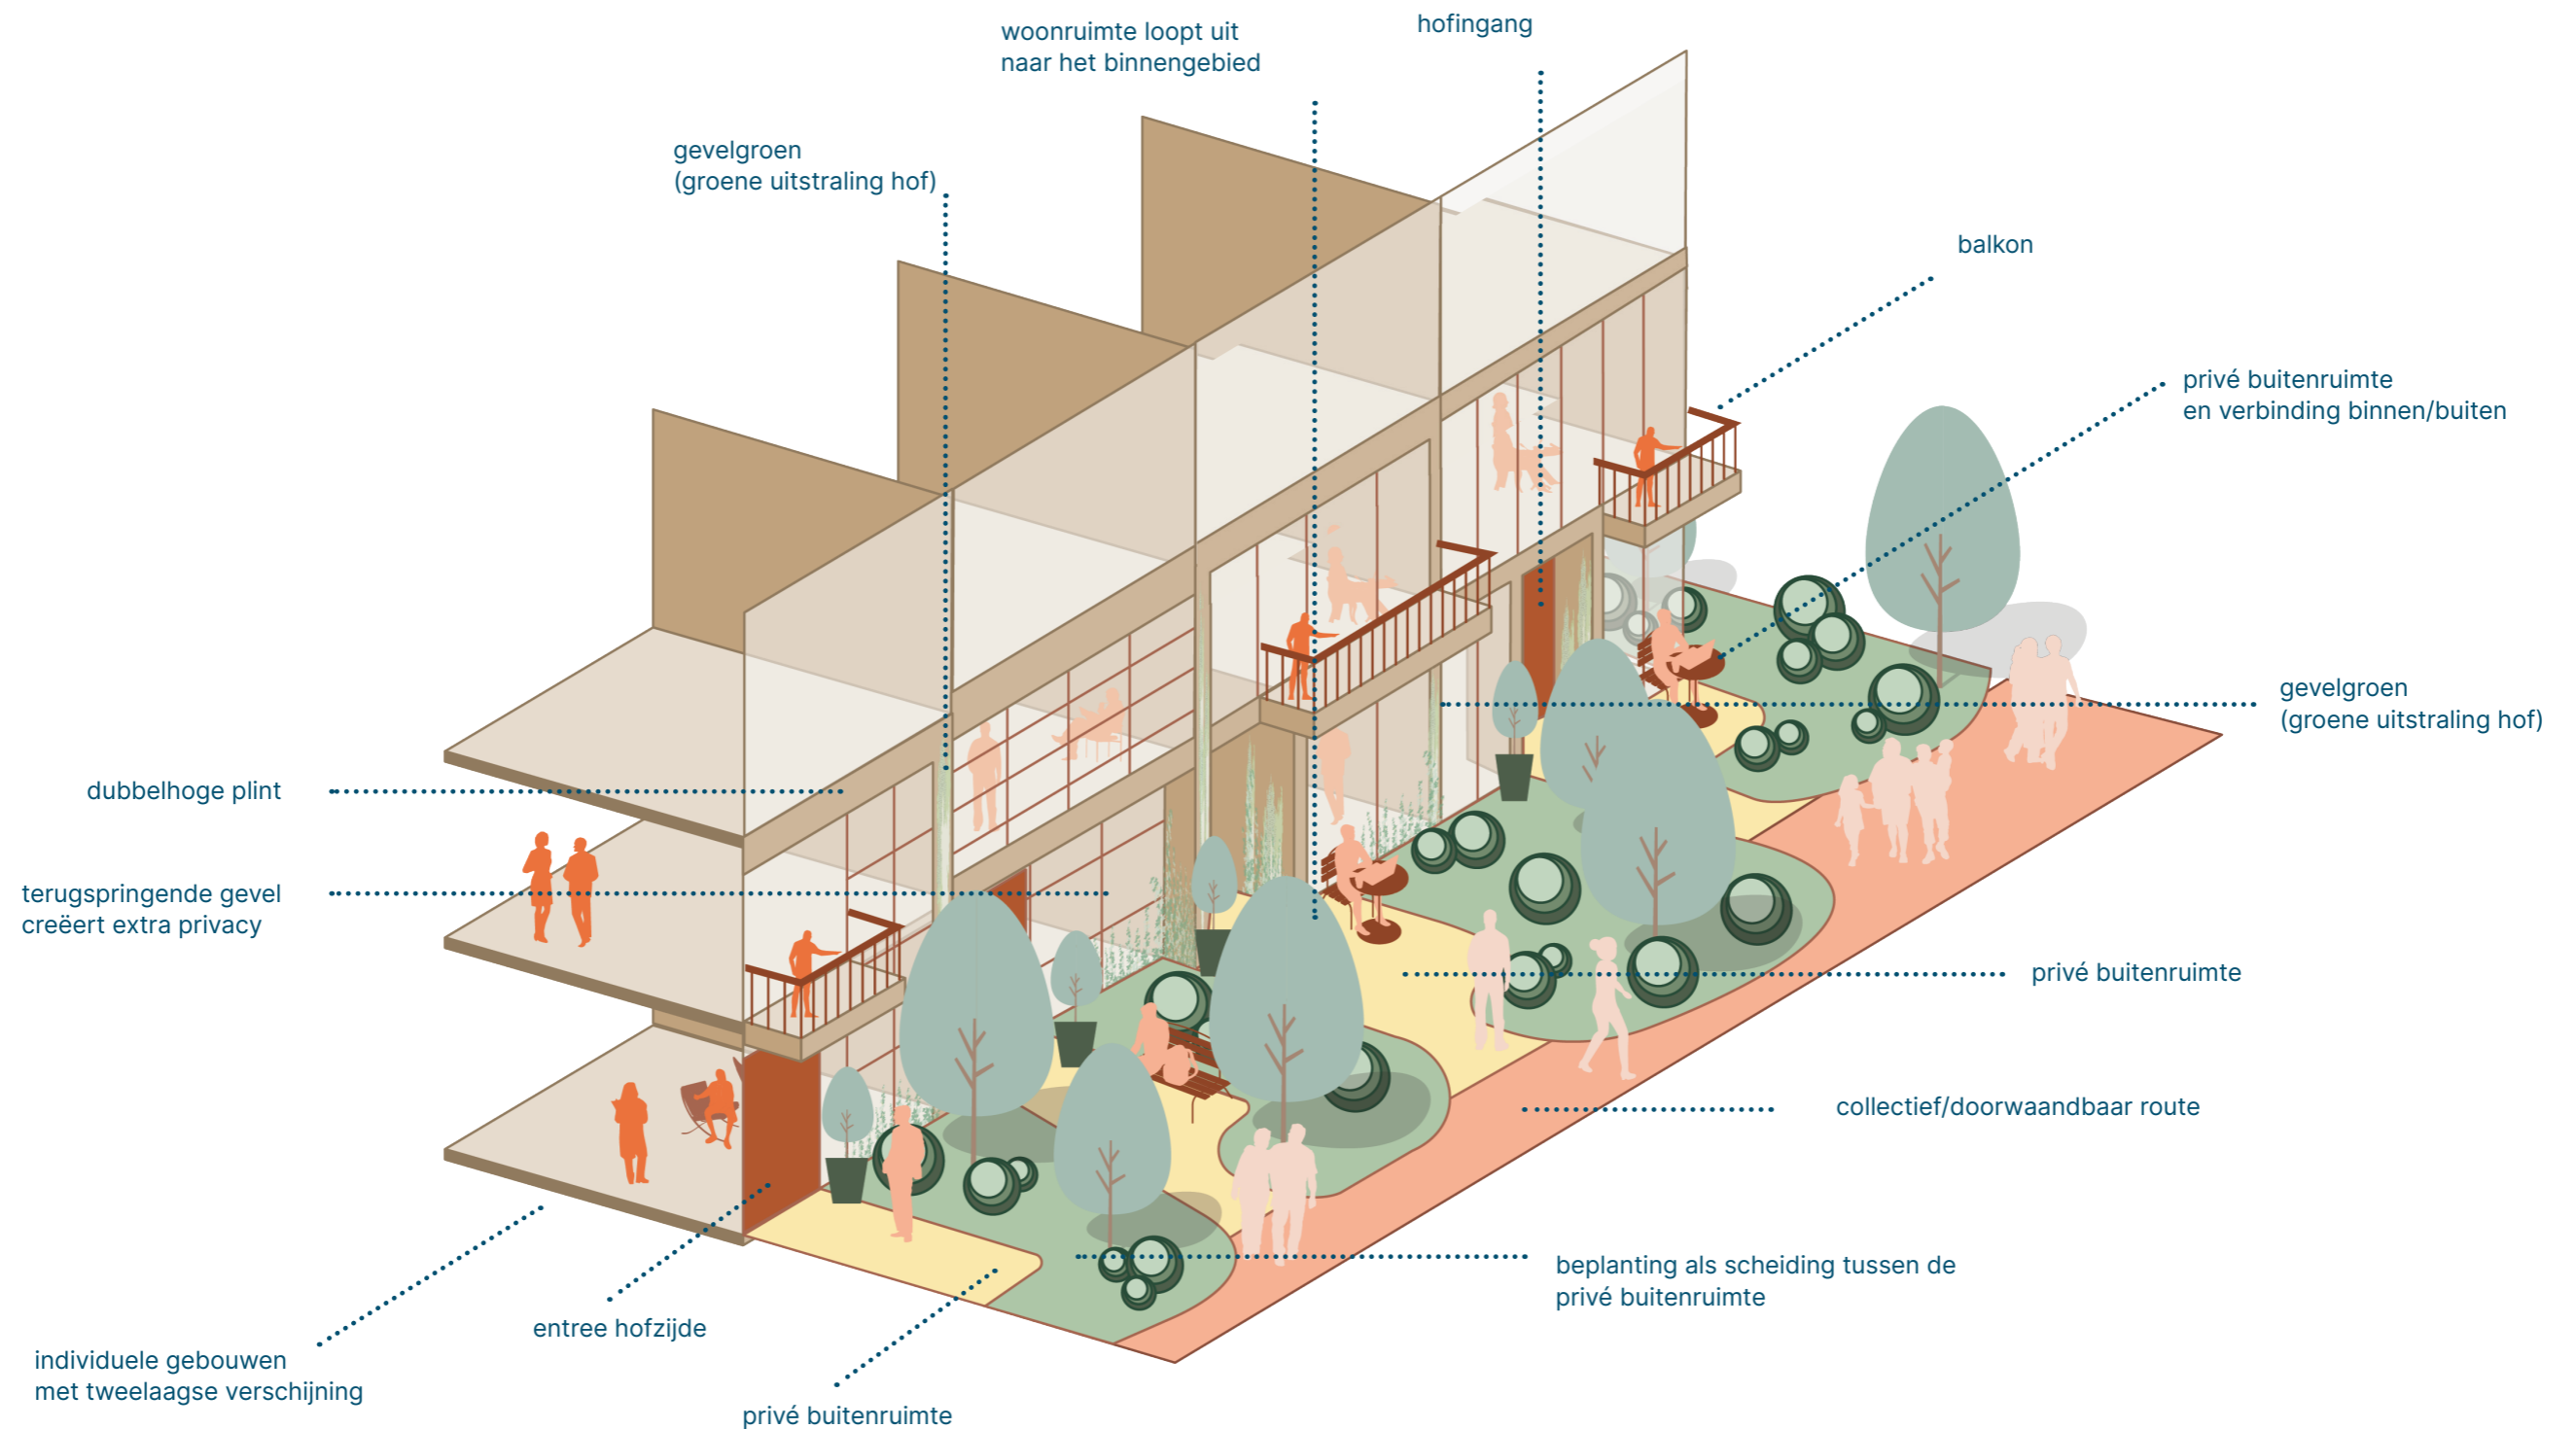 hofingang
woonruimte loopt uit
naar het binnengebied
gevelgroen
(groene uitstraling hof)
balkon
privé buitenruimte
en verbinding binnen/buiten
gevelgroen
(groene uitstraling hof)
dubbelhoge plint
terugspringende gevel
creëert extra privacy
privé buitenruimte
collectief/doorwaandbaar route
beplanting als scheiding tussen de
privé buitenruimte
entree hofzijde
individuele gebouwen
met tweelaagse verschijning
privé buitenruimte